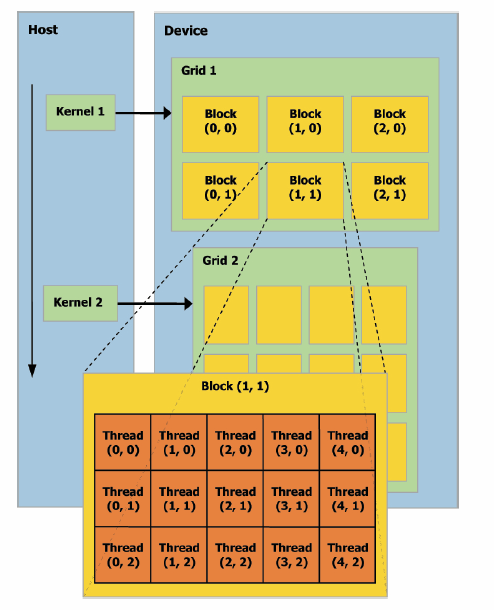 Host
Device
Grid 1
Kernel 1
Block
(0, 0)
Block
(1, 0)
Block
(2, 0)
Block
(0, 1)
Block
(1, 1)
Block
(2, 1)
Grid 2
Kernel 2
Block (1, 1)
Thread
(0, 0)
Thread
(1, 0)
Thread
(2, 0)
Thread
(3, 0)
Thread
(4, 0)
Thread
(0, 1)
Thread
(1, 1)
Thread
(2, 1)
Thread
(3, 1)
Thread
(4, 1)
Thread
(0, 2)
Thread
(1, 2)
Thread
(2, 2)
Thread
(3, 2)
Thread
(4, 2)